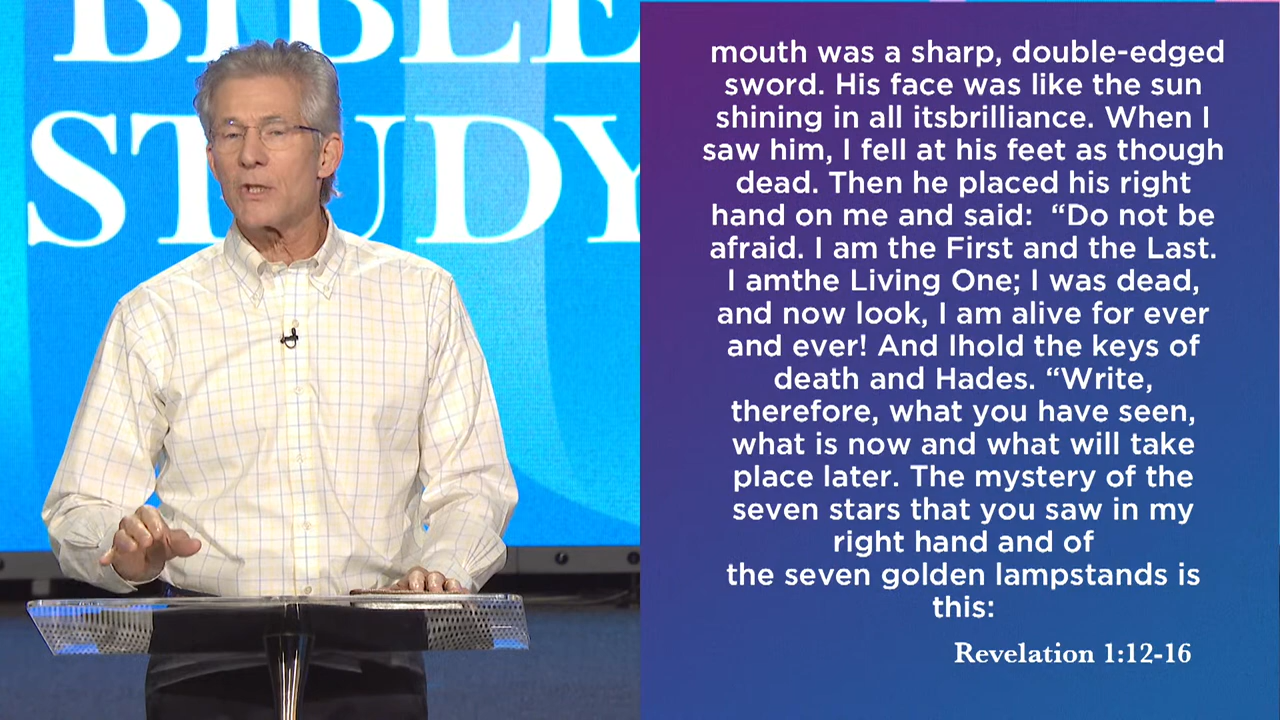 BIBLE
STUDY
mouth was a sharp, double-edged
sword. His face was like the sun
shining in all itsbrilliance. When I
saw him, I fell at his feet as though
dead. Then he placed his right
hand on me and said:  “Do not be
afraid. I am the First and the Last.
I amthe Living One; I was dead,
and now look, I am alive for ever
and ever! And Ihold the keys of
death and Hades. “Write,
therefore, what you have seen,
what is now and what will take
place later. The mystery of the
seven stars that you saw in my
right hand and of
the seven golden lampstands is
this:
Revelation 1:12-16